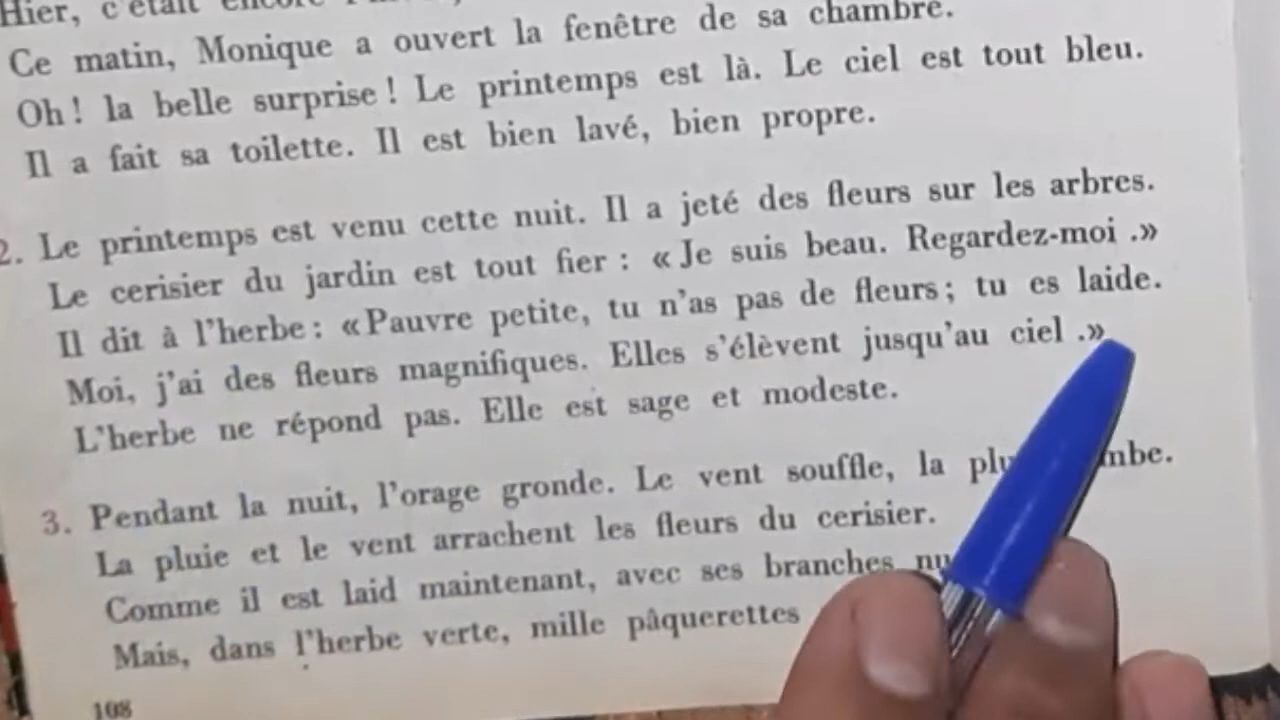 Hier, c'était encore
Ce matin, Monique a ouvert la fenêtre de sa chambre.
Oh! la belle surprise! Le printemps est là. Le ciel est tout bleu.
Il a fait sa toilette. Il est bien lavé, bien propre.
2. Le printemps est venu cette nuit. Il a jeté des fleurs sur les arbres.
Le cerisier du jardin est tout fier : « Je suis beau. Regardez-moi .»
Il dit à l'herbe : « Pauvre petite, tu n'as pas de fleurs ; tu es laide.
Moi, j'ai des fleurs magnifiques. Elles s'élèvent jusqu'au ciel .»
L'herbe ne répond pas. Elle est sage et modeste.
3. Pendant la nuit, l'orage gronde. Le vent souffle, la
La pluie et le vent arrachent les fleurs du cerisier.
Comme il est laid maintenant, avec ses branches
Mais, dans l'herbe verte, mille pâquerettes
108